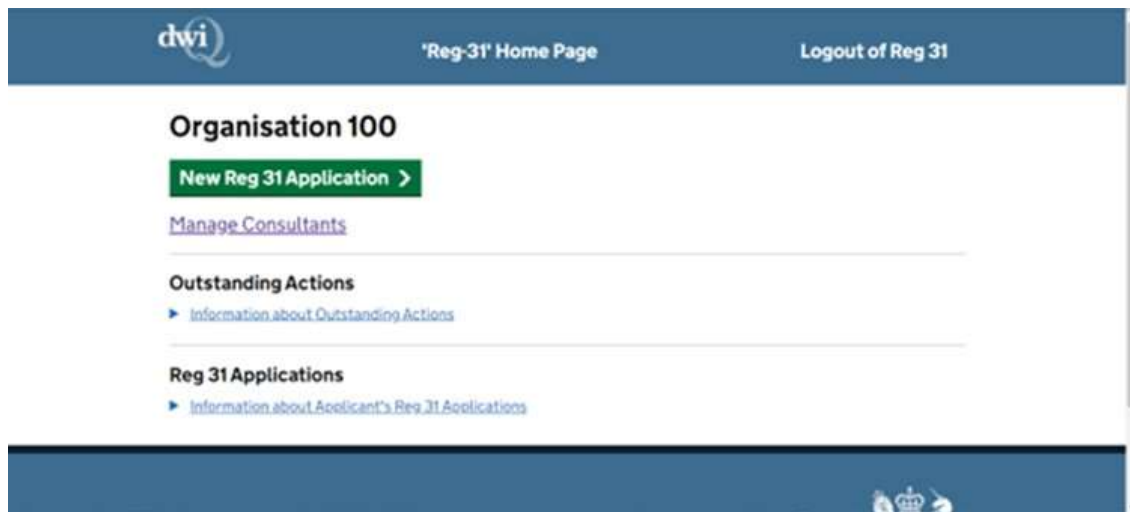 dwi
'Reg-31' Home Page
Logout of Reg 31
Organisation 100
New Reg 31 Application
Manage Consultants
Outstanding Actions
Information about Outstanding Actions
Reg 31 Applications
Information about Applicant's Reg 31 Applications